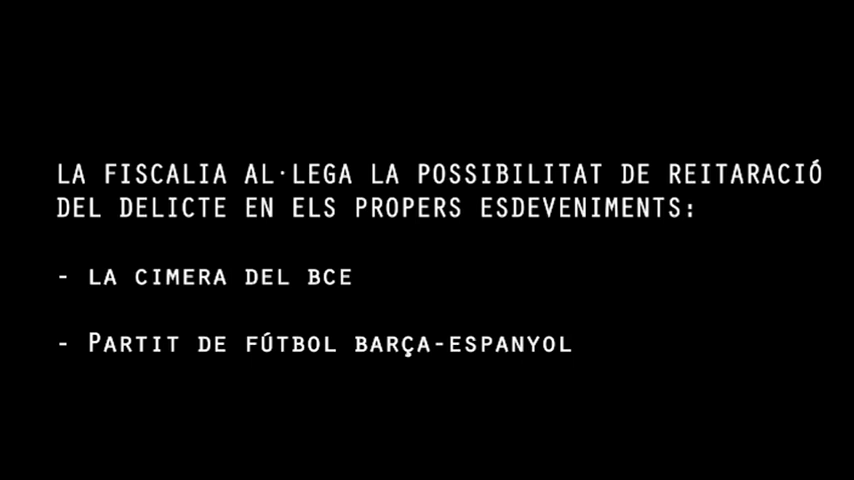 LA FISCALIA AL·LEGA LA POSSIBILITAT DE REITARACIÓ
DEL DELICTE EN ELS PROPERS ESDEVENIMENTS:
- LA CIMERA DEL BCE
- PARTIT DE FÚTBOL BARÇA-ESPANYOL